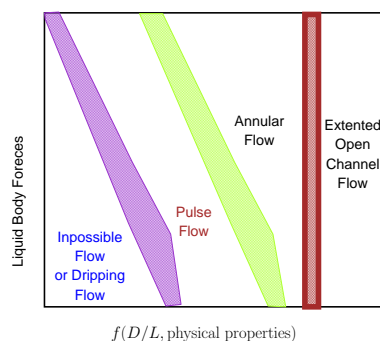 Liquid Body Foreces
Annular
Flow
Extented
Open
Channel
Flow
Pulse
Flow
Inpossible
Flow
or Dripping
Flow
f(D/L, physical properties)